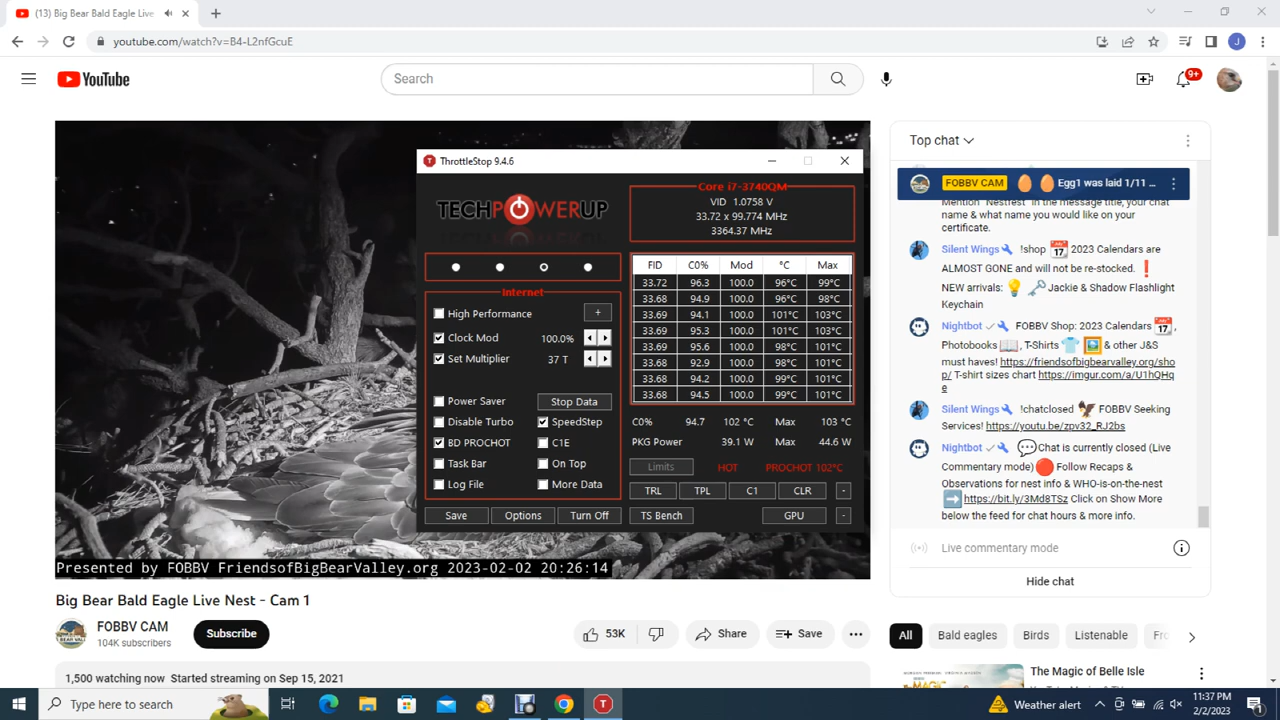 (13) Big Bear Bald Eagle Live
youtube.com/watch?v=B4-L2nfGcuE
J
YouTube
Search
9+
ThrottleStop 9.4.6
TECHPOWERUP
Core i7-3740QM
VID 1.0758 V
33.72 x 99.774 MHz
3364.37 MHz
FID C0% Mod °C Max
33.72 96.3 100.0 96°C 99°C
33.68 94.9 100.0 96°C 98°C
33.69 94.1 100.0 101°C 103°C
33.69 95.3 100.0 101°C 103°C
33.69 95.6 100.0 98°C 101°C
33.68 92.9 100.0 98°C 101°C
33.68 94.2 100.0 99°C 101°C
33.68 94.5 100.0 99°C 101°C
C0% 94.7 102 °C Max 103 °C
PKG Power 39.1 W Max 44.6 W
Limits HOT PROCHOT 102°C
TRL TPL C1 CLR -
TS Bench GPU -
Internet
High Performance +
Clock Mod 100.0%
Set Multiplier 37 T
Power Saver Stop Data
Disable Turbo SpeedStep
BD PROCHOT C1E
Task Bar On Top
Log File More Data
Save Options Turn Off
Presented by FOBBV FriendsofBigBearValley.org 2023-02-02 20:26:14
Big Bear Bald Eagle Live Nest - Cam 1
FOBBV CAM
104K subscribers
Subscribe
53K
Share
Save
1,500 watching now Started streaming on Sep 15, 2021
Top chat
FOBBV CAM Egg1 was laid 1/11 ...
Mention "Nestfest" in the message title, your chat
name & what name you would like on your
certificate.
Silent Wings !shop 2023 Calendars are
ALMOST GONE and will not be re-stocked.
NEW arrivals: Jackie & Shadow Flashlight
Keychain
Nightbot FOBBV Shop: 2023 Calendars ,
Photobooks , T-Shirts & other J&S
must haves! https://friendsofbigbearvalley.org/sho
p/ T-shirt sizes chart https://imgur.com/a/U1hQHq
e
Silent Wings !chatclosed FOBBV Seeking
Services! https://youtu.be/zpv32_RJ2bs
Nightbot Chat is currently closed (Live
Commentary mode) Follow Recaps &
Observations for nest info & WHO-is-on-the-nest
https://bit.ly/3Md8TSz Click on Show More
below the feed for chat hours & more info.
Live commentary mode
Hide chat
All Bald eagles Birds Listenable Fr
The Magic of Belle Isle
Type here to search
Weather alert
11:37 PM
2/2/2023
1